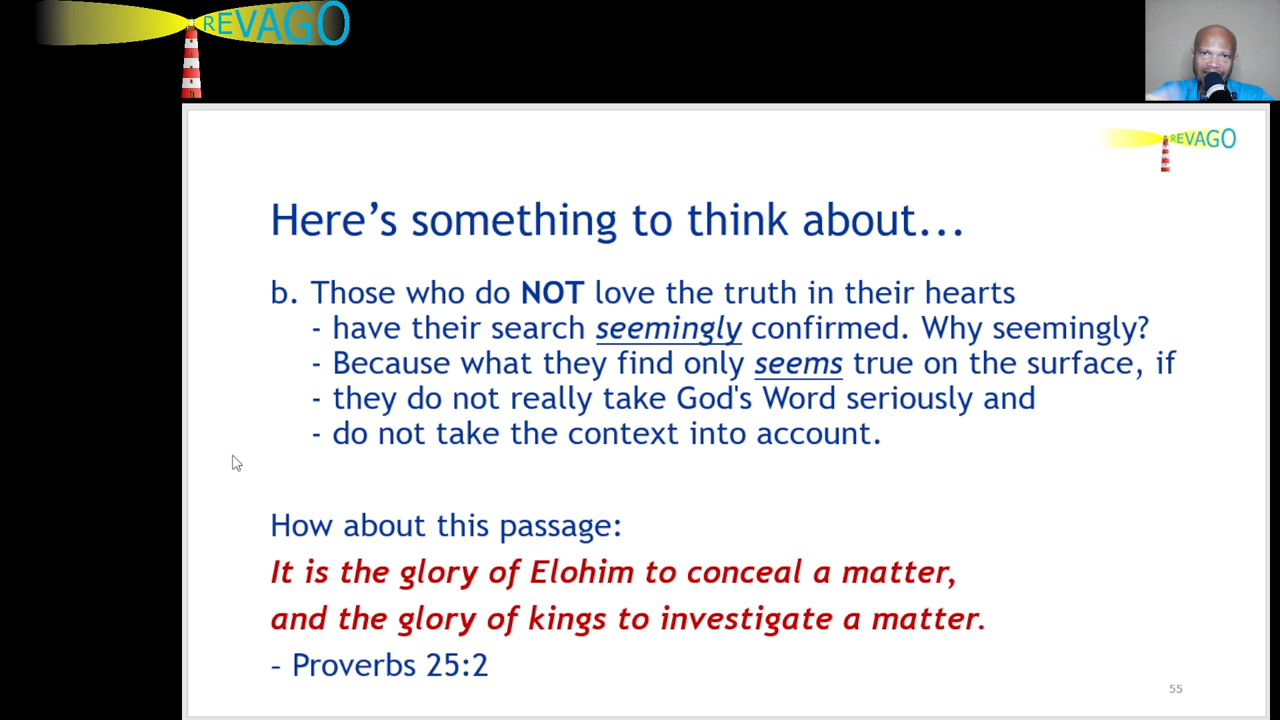 REVAGO
REVAGO
Here’s something to think about...
b. Those who do NOT love the truth in their hearts
- have their search seemingly confirmed. Why seemingly?
- Because what they find only seems true on the surface, if
- they do not really take God's Word seriously and
- do not take the context into account.
How about this passage:
It is the glory of Elohim to conceal a matter,
and the glory of kings to investigate a matter.
– Proverbs 25:2
55